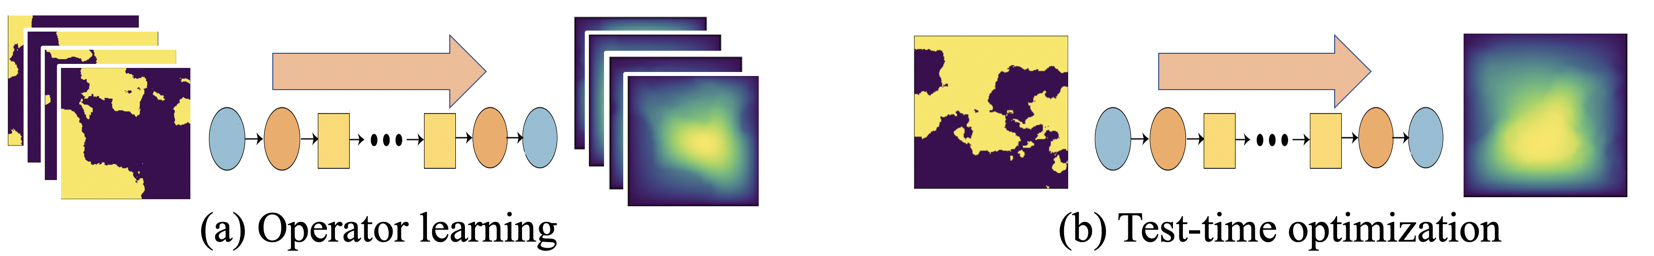 (a) Operator learning
(b) Test-time optimization